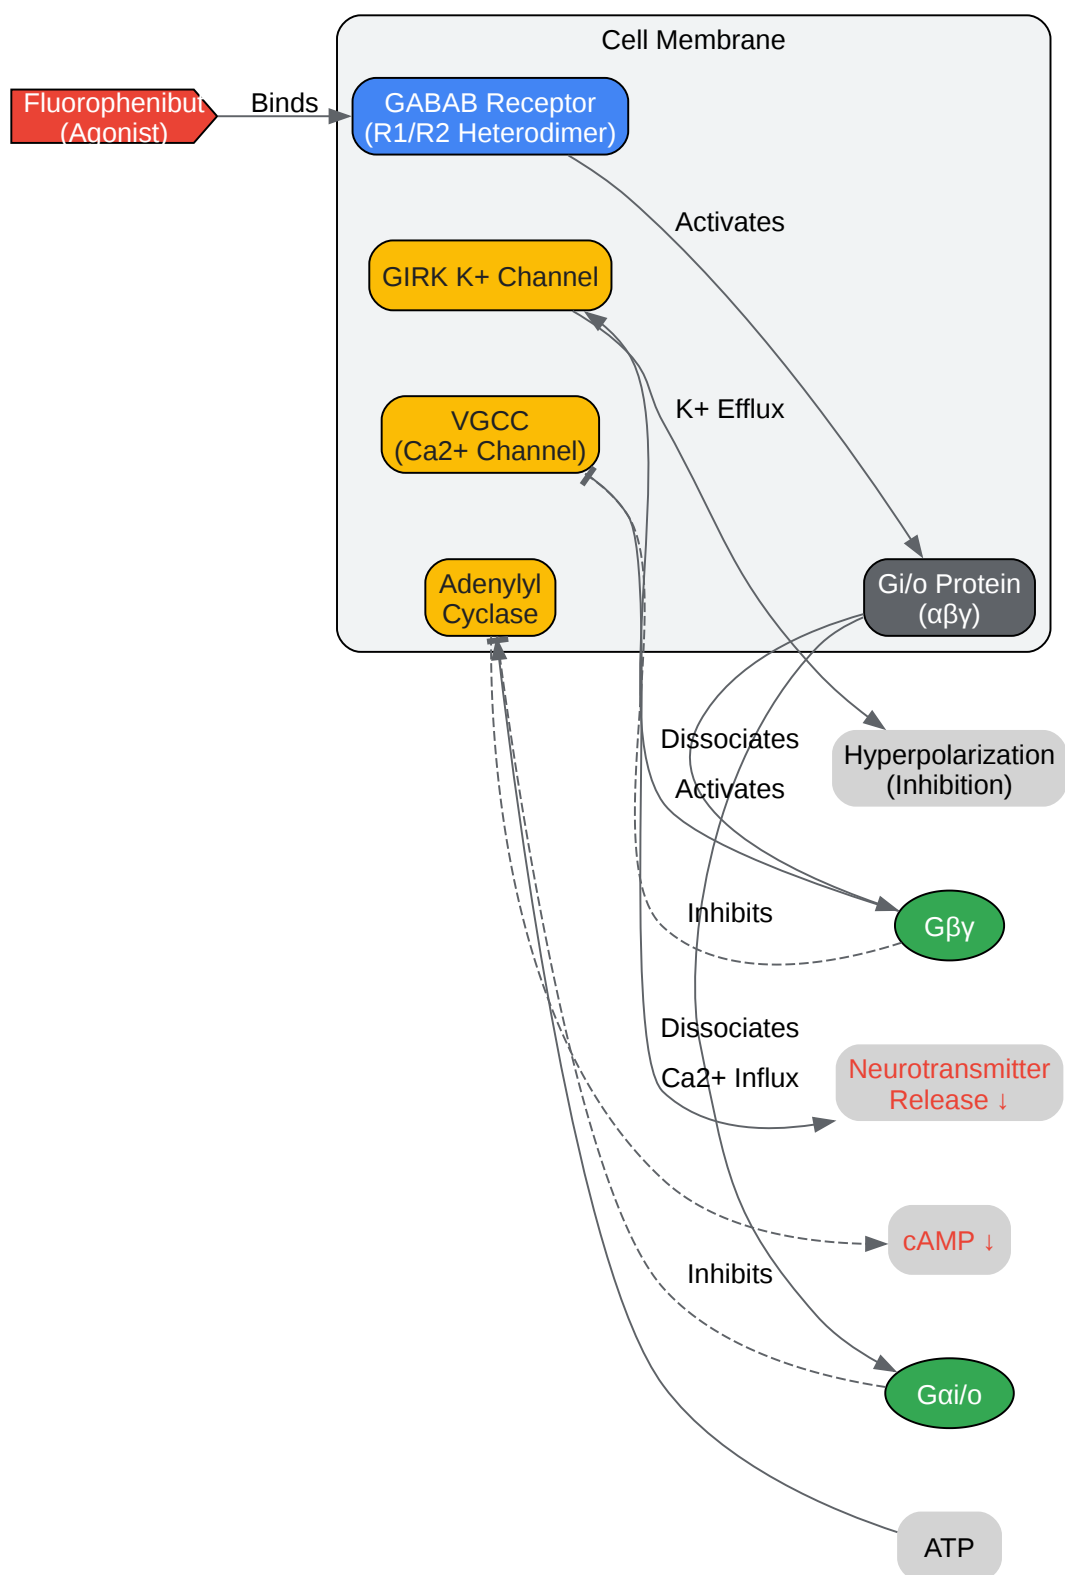 Cell Membrane
Fluorophenibut
(Agonist)
Binds
GABAB Receptor
(R1/R2 Heterodimer)
Activates
GIRK K+ Channel
K+ Efflux
VGCC
(Ca2+ Channel)
Adenylyl
Cyclase
Gi/o Protein
(αβγ)
Dissociates
Hyperpolarization
(Inhibition)
Activates
Inhibits
Gβγ
Dissociates
Ca2+ Influx
Neurotransmitter
Release ↓
cAMP ↓
Inhibits
Gαi/o
ATP